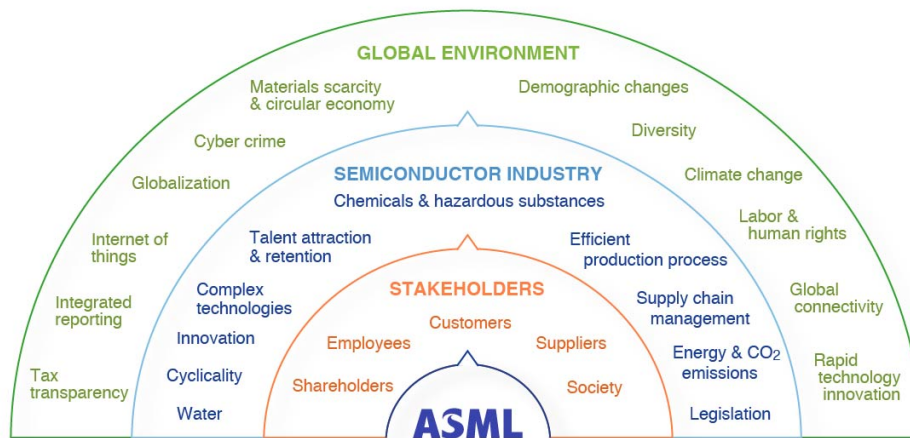 GLOBAL ENVIRONMENT
Materials scarcity
& circular economy
Demographic changes
Cyber crime
Diversity
Globalization
Climate change
Internet of
things
Labor &
human rights
Integrated
reporting
Global
connectivity
Tax
transparency
Rapid
technology
innovation
SEMICONDUCTOR INDUSTRY
Chemicals & hazardous substances
Talent attraction
& retention
Efficient
production process
Complex
technologies
Supply chain
management
Innovation
Energy & CO2
emissions
Cyclicality
Water
Legislation
STAKEHOLDERS
Customers
Employees
Suppliers
Shareholders
Society
ASML